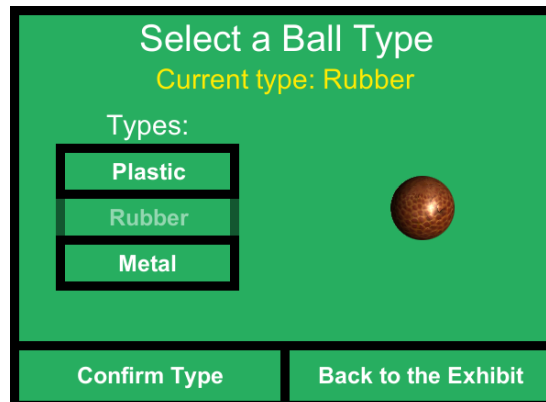 Select a Ball Type
Current type: Rubber
Types:
Plastic
Rubber
Metal
Confirm Type
Back to the Exhibit